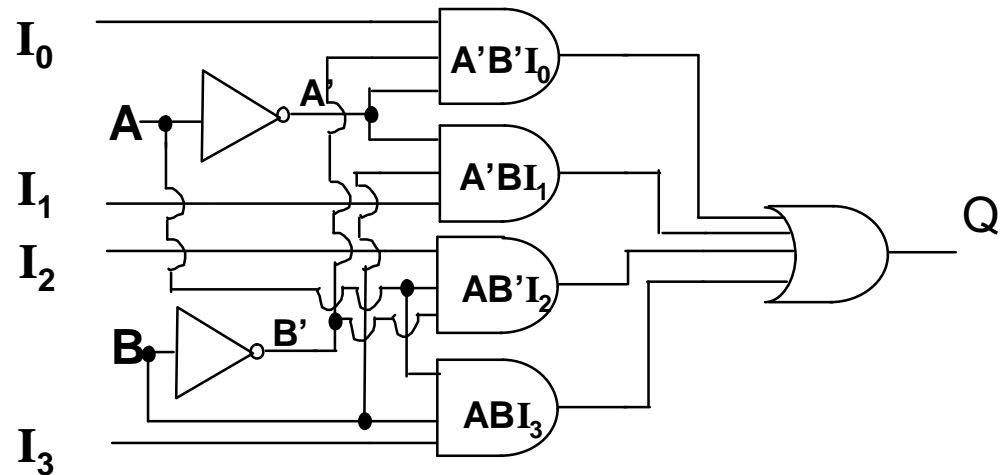 I₀
A'B'I₀
A'
A
A'BI₁
I₁
Q
I₂
AB'I₂
B'
B
ABI₃
I₃